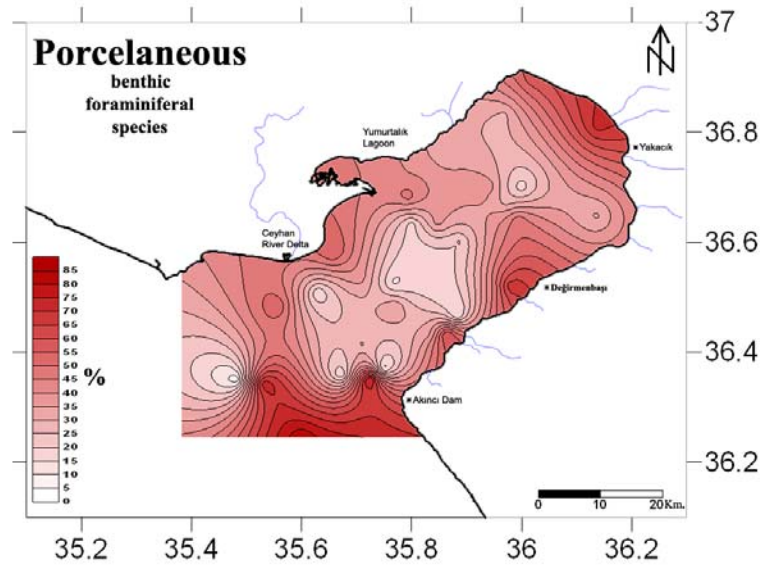 Porcelaneous
benthic
foraminiferal
species
N
Yumurtalık
Lagoon
Yakacık
Ceyhan
River Delta
Değirmenbaşı
Akıncı Dam
85
80
75
70
65
60
55
50
45
40
35
30
25
20
15
10
5
0
%
37
36.8
36.6
36.4
36.2
0 10 20 Km.
35.2 35.4 35.6 35.8 36 36.2